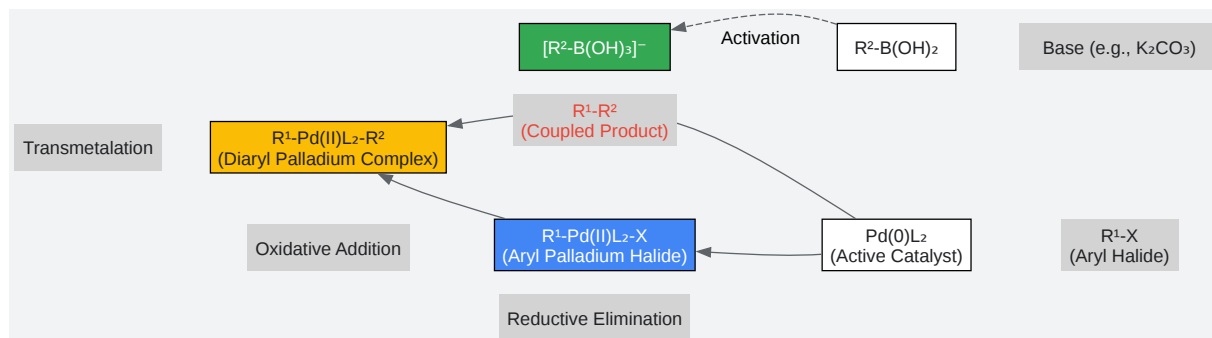 [R²-B(OH)₃]⁻
Activation
R²-B(OH)₂
Base (e.g., K₂CO₃)
R¹-R²
(Coupled Product)
Transmetalation
R¹-Pd(II)L₂-R²
(Diaryl Palladium Complex)
Oxidative Addition
R¹-Pd(II)L₂-X
(Aryl Palladium Halide)
Pd(0)L₂
(Active Catalyst)
R¹-X
(Aryl Halide)
Reductive Elimination